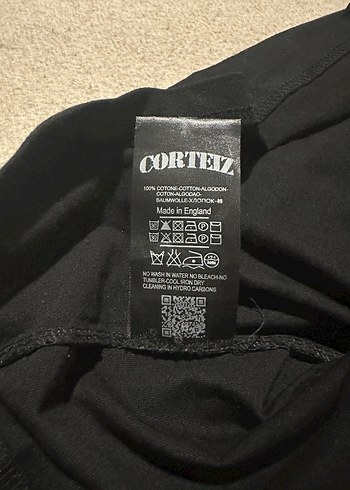 CORTEIZ
100% COTONE-COTTON-ALGODON-
COTON-ALGODAO-
BAUMWOLLE-ХЛОПОК-棉
Made in England
NO WASH IN WATER NO BLEACH-NO
TUMBLER-COOL IRON DRY
CLEANING IN HYDRO CARBONS